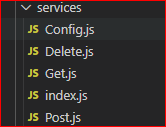 services
JS Config.js
JS Delete.js
JS Get.js
JS index.js
JS Post.js